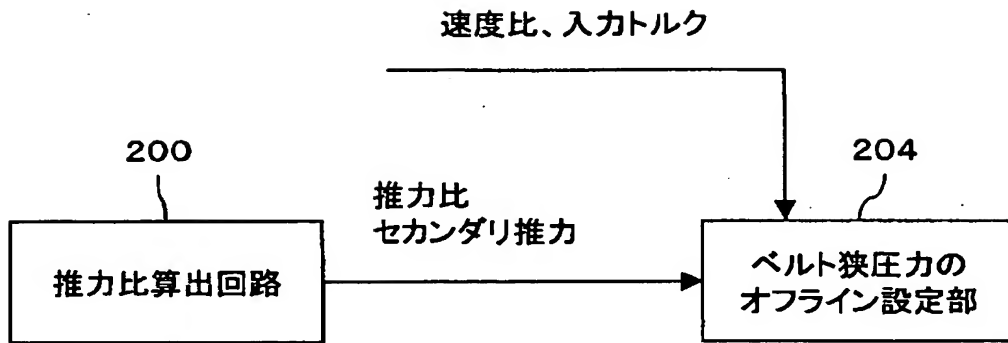 速度比、入力トルク
200
204
推力比
セカンダリ推力
推力比算出回路
ベルト狭圧力の
オフライン設定部